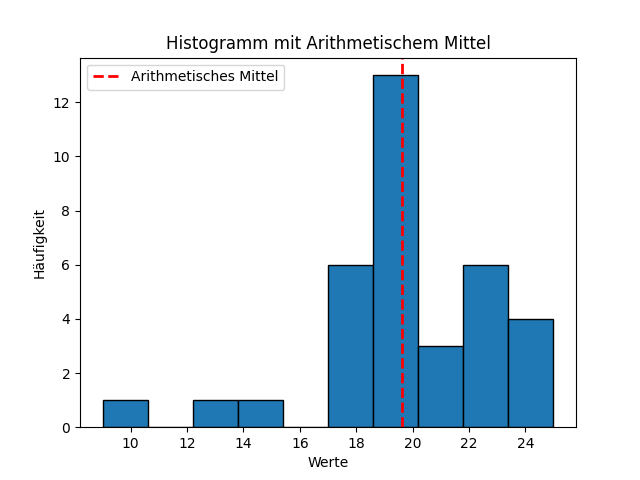 Histogramm mit Arithmetischem Mittel
Arithmetisches Mittel
12
10
8
6
4
2
0
Häufigkeit
10 12 14 16 18 20 22 24
Werte